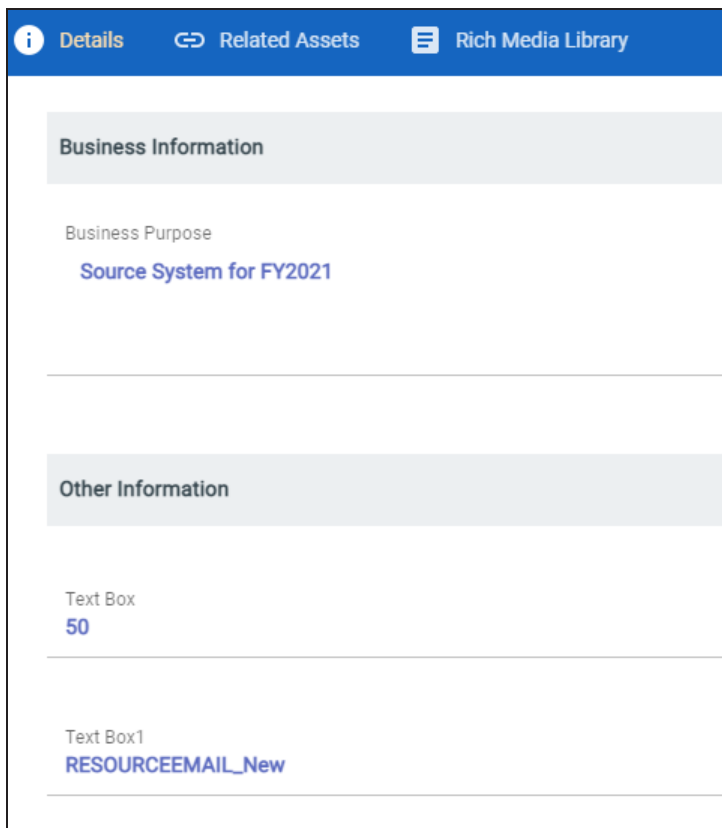 Details Related Assets Rich Media Library
Business Information
Business Purpose
Source System for FY2021
Other Information
Text Box
50
Text Box1
RESOURCEEMAIL_New